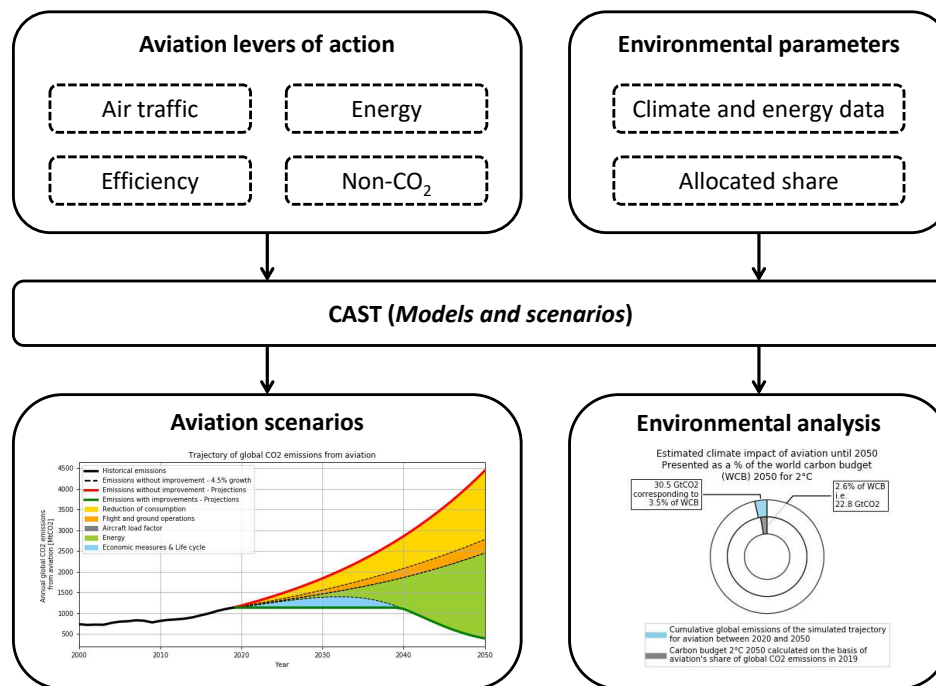 Aviation levers of action
Air traffic
Energy
Efficiency
Non-CO₂
Environmental parameters
Climate and energy data
Allocated share
CAST (Models and scenarios)
Aviation scenarios
Trajectory of global CO2 emissions from aviation
Annual global CO2 emissions
from aviation [MtCO2]
4500
4000
3500
3000
2500
2000
1500
1000
500
Historical emissions
Emissions without improvement - 4.5% growth
Emissions without improvement - Projections
Emissions with improvements - Projections
Reduction of consumption
Flight and ground operations
Aircraft load factor
Energy
Economic measures & Life cycle
2000
2010
2020
2030
2040
2050
Year
Environmental analysis
Estimated climate impact of aviation until 2050
Presented as a % of the world carbon budget
(WCB) 2050 for 2°C
30.5 GtCO2
corresponding to
3.5% of WCB
2.6% of WCB
i.e.
22.8 GtCO2
Cumulative global emissions of the simulated trajectory
for aviation between 2020 and 2050
Carbon budget 2°C 2050 calculated on the basis of
aviation's share of global CO2 emissions in 2019